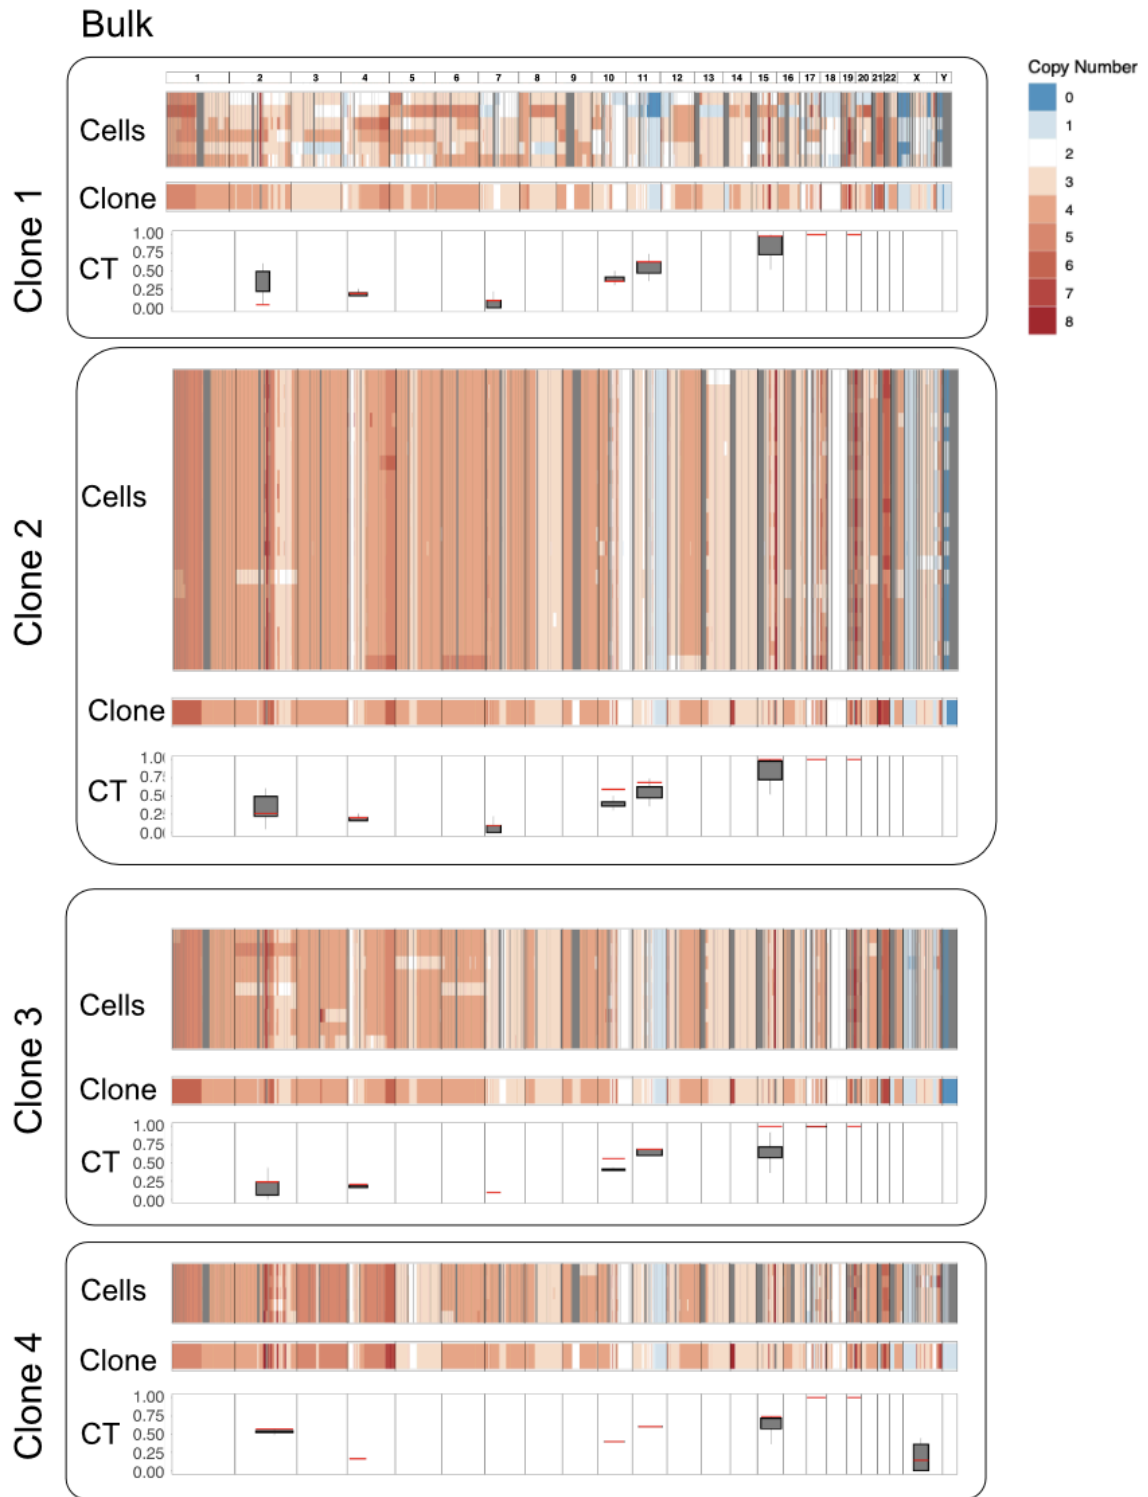 Bulk
Copy Number
0
1
2
3
4
5
6
7
8
Clone 1
1 2 3 4 5 6 7 8 9 10 11 12 13 14 15 16 17 18 19 20 21 22 X Y
Cells
Clone
CT
1.00
0.75
0.50
0.25
0.00
Clone 2
Cells
Clone
CT
Clone 3
Cells
Clone
CT
1.00
0.75
0.50
0.25
0.00
Clone 4
Cells
Clone
CT
1.00
0.75
0.50
0.25
0.00